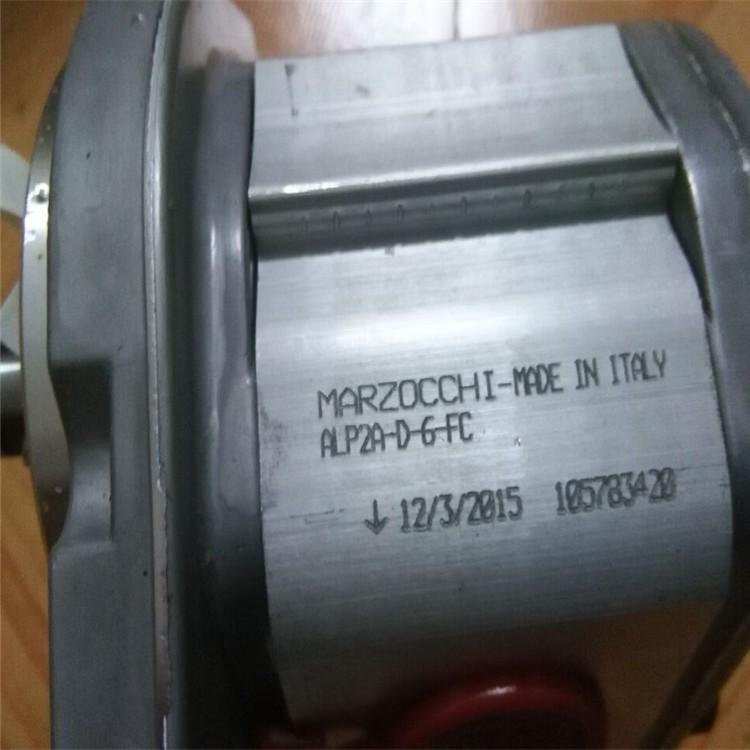 MARZOCCHI-MADE IN ITALY
ALP2A-D-6-FC
↓ 12/3/2015 105783420